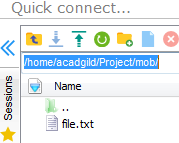 Quick connect...
/home/acadgild/Project/mob/
Sessions
Name
..
file.txt